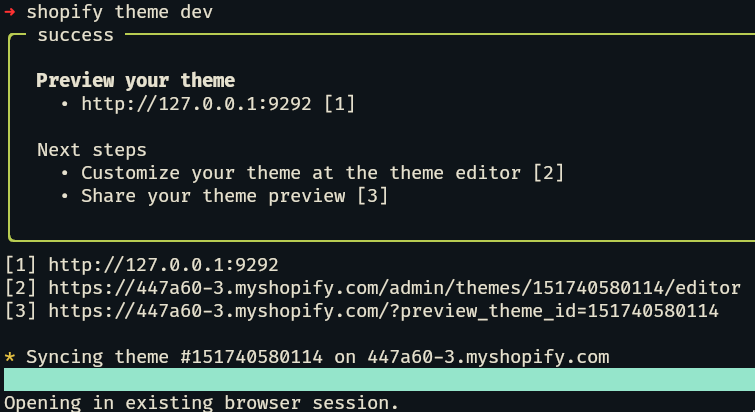 → shopify theme dev
success
Preview your theme
• http://127.0.0.1:9292 [1]
Next steps
• Customize your theme at the theme editor [2]
• Share your theme preview [3]
[1] http://127.0.0.1:9292
[2] https://447a60-3.myshopify.com/admin/themes/151740580114/editor
[3] https://447a60-3.myshopify.com/?preview_theme_id=151740580114
* Syncing theme #151740580114 on 447a60-3.myshopify.com
Opening in existing browser session.